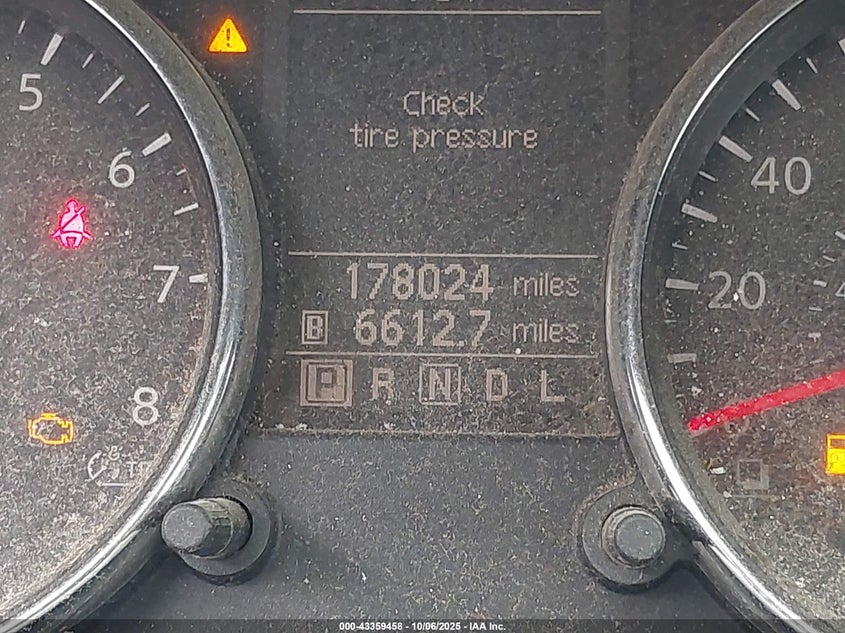 5
6
7
8
Check
tire pressure
178024 miles
B 6612.7 miles
P R N D L
40
20
000-43359458 - 10/06/2025 - IAA Inc.